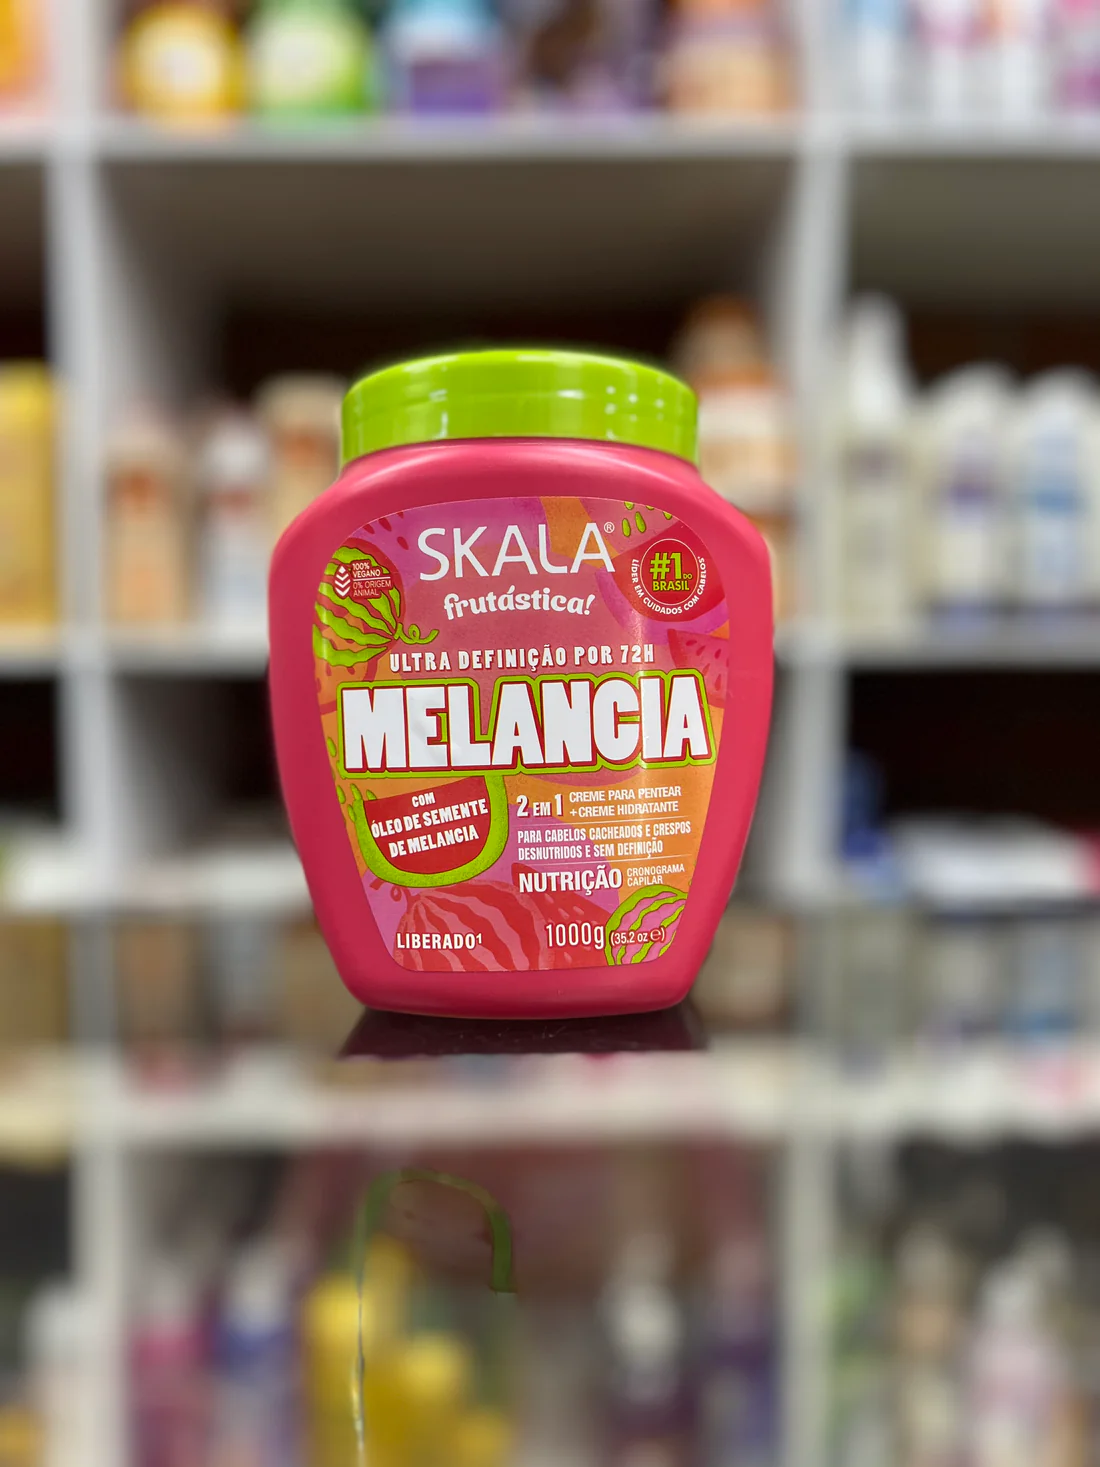 SKALA®
frutástica!
100%
VEGANO
0% ORIGEM
ANIMAL
#1 DO
BRASIL
LÍDER EM CUIDADOS COM CABELOS*
ULTRA DEFINIÇÃO POR 72H
MELANCIA
COM
ÓLEO DE SEMENTE
DE MELANCIA
2 EM 1 CREME PARA PENTEAR
+ CREME HIDRATANTE
PARA CABELOS CACHEADOS E CRESPOS
DESNUTRIDOS E SEM DEFINIÇÃO
NUTRIÇÃO CRONOGRAMA
CAPILAR
LIBERADO¹
1000g (35.2 oz ℮)